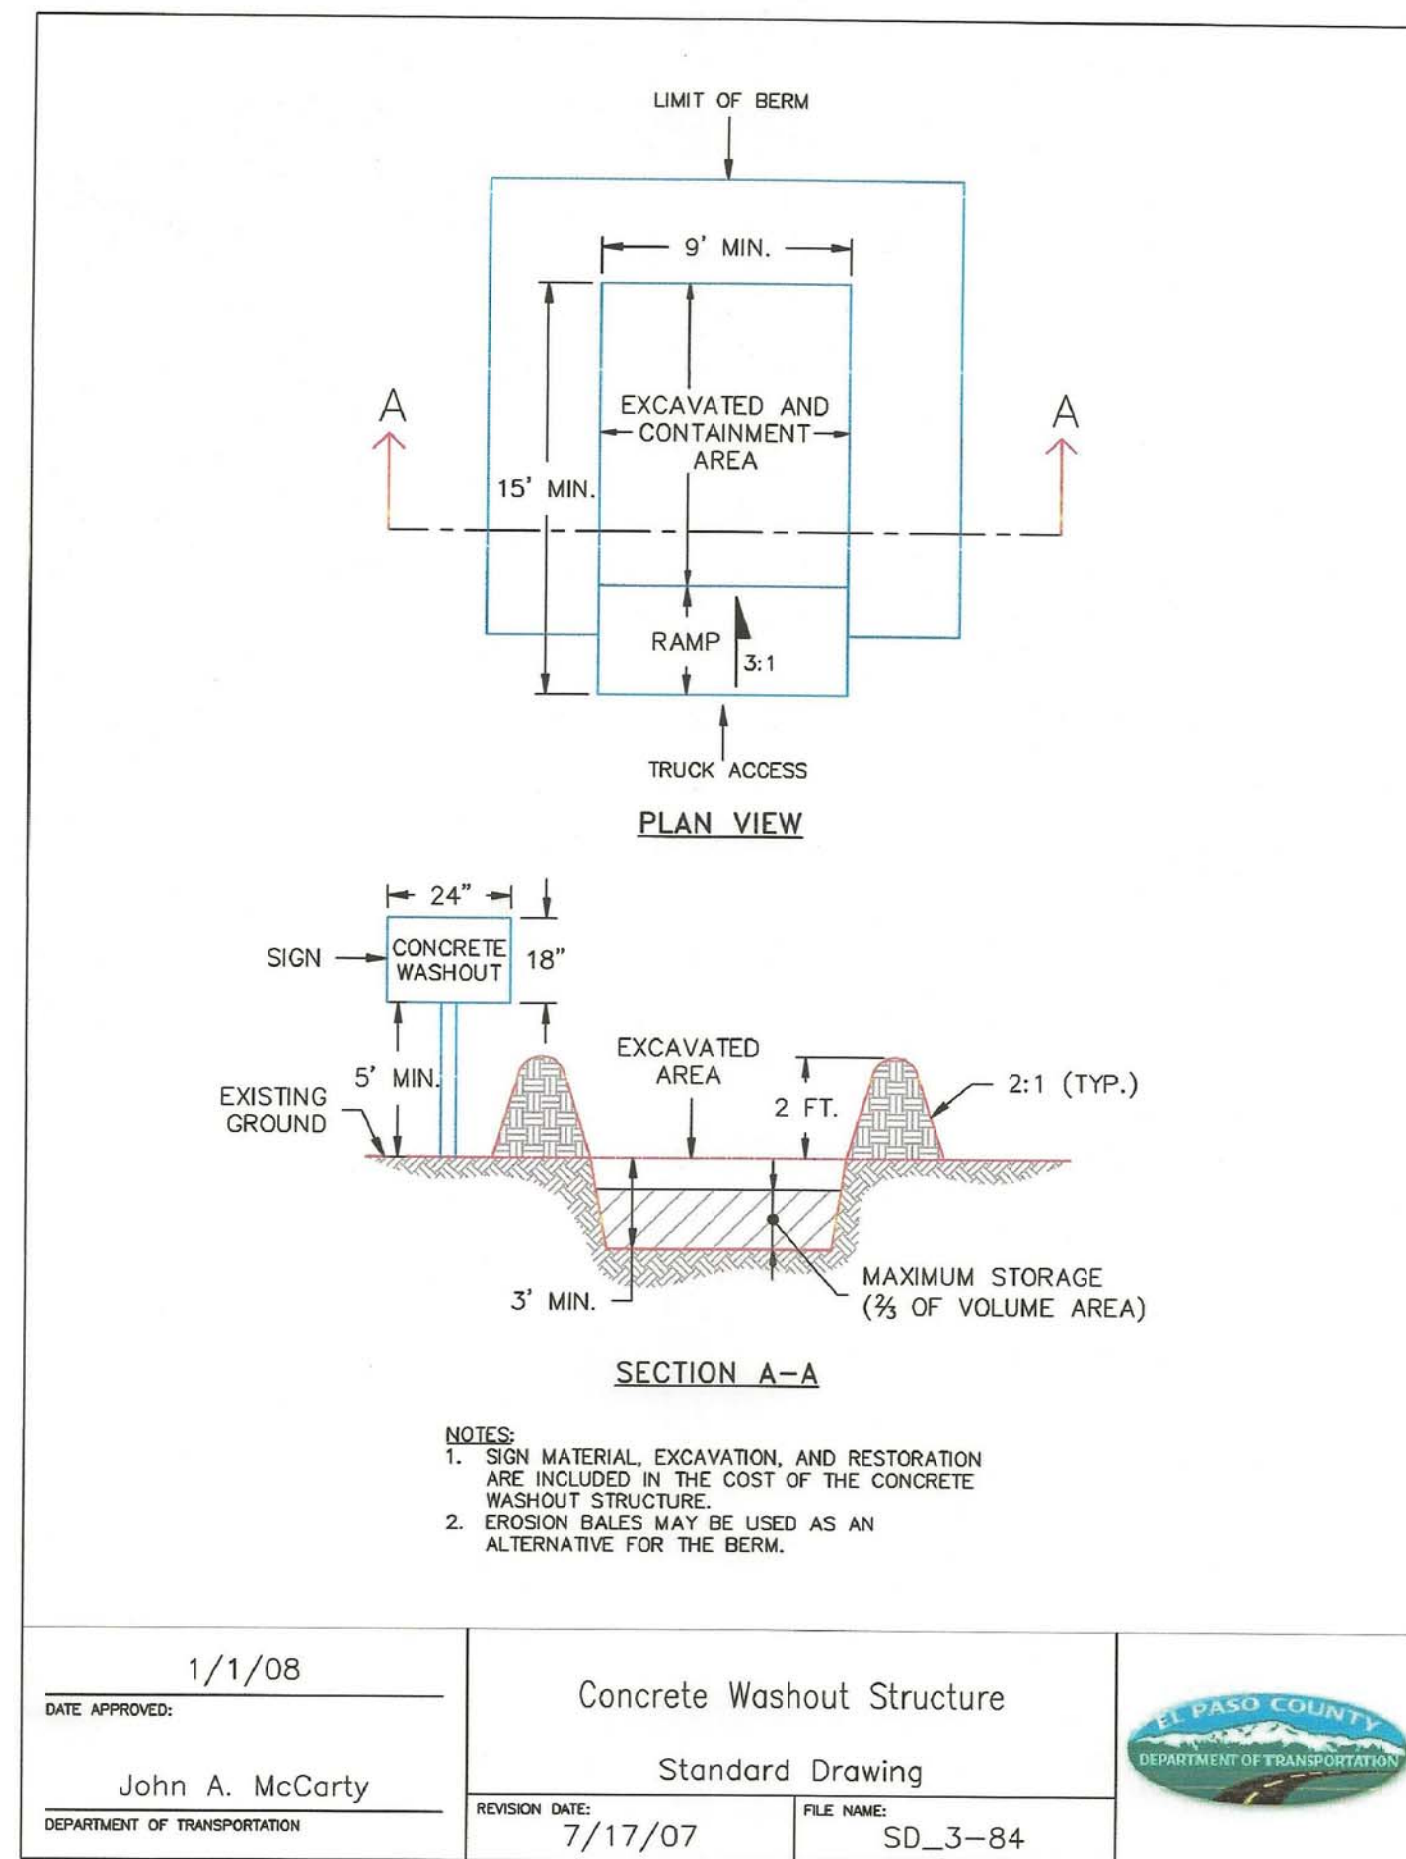 LIMIT OF BERM
9' MIN.
A
A
EXCAVATED AND
CONTAINMENT
AREA
15' MIN.
RAMP
3:1
TRUCK ACCESS
PLAN VIEW
24"
SIGN
CONCRETE
WASHOUT
18"
EXCAVATED
AREA
5' MIN.
2 FT.
2:1 (TYP.)
EXISTING
GROUND
3' MIN.
MAXIMUM STORAGE
(⅔ OF VOLUME AREA)
SECTION A-A
NOTES:
1. SIGN MATERIAL, EXCAVATION, AND RESTORATION
ARE INCLUDED IN THE COST OF THE CONCRETE
WASHOUT STRUCTURE.
2. EROSION BALES MAY BE USED AS AN
ALTERNATIVE FOR THE BERM.
1/1/08
DATE APPROVED:
John A. McCarty
DEPARTMENT OF TRANSPORTATION
Concrete Washout Structure
Standard Drawing
REVISION DATE:
7/17/07
FILE NAME:
SD_3-84
EL PASO COUNTY
DEPARTMENT OF TRANSPORTATION